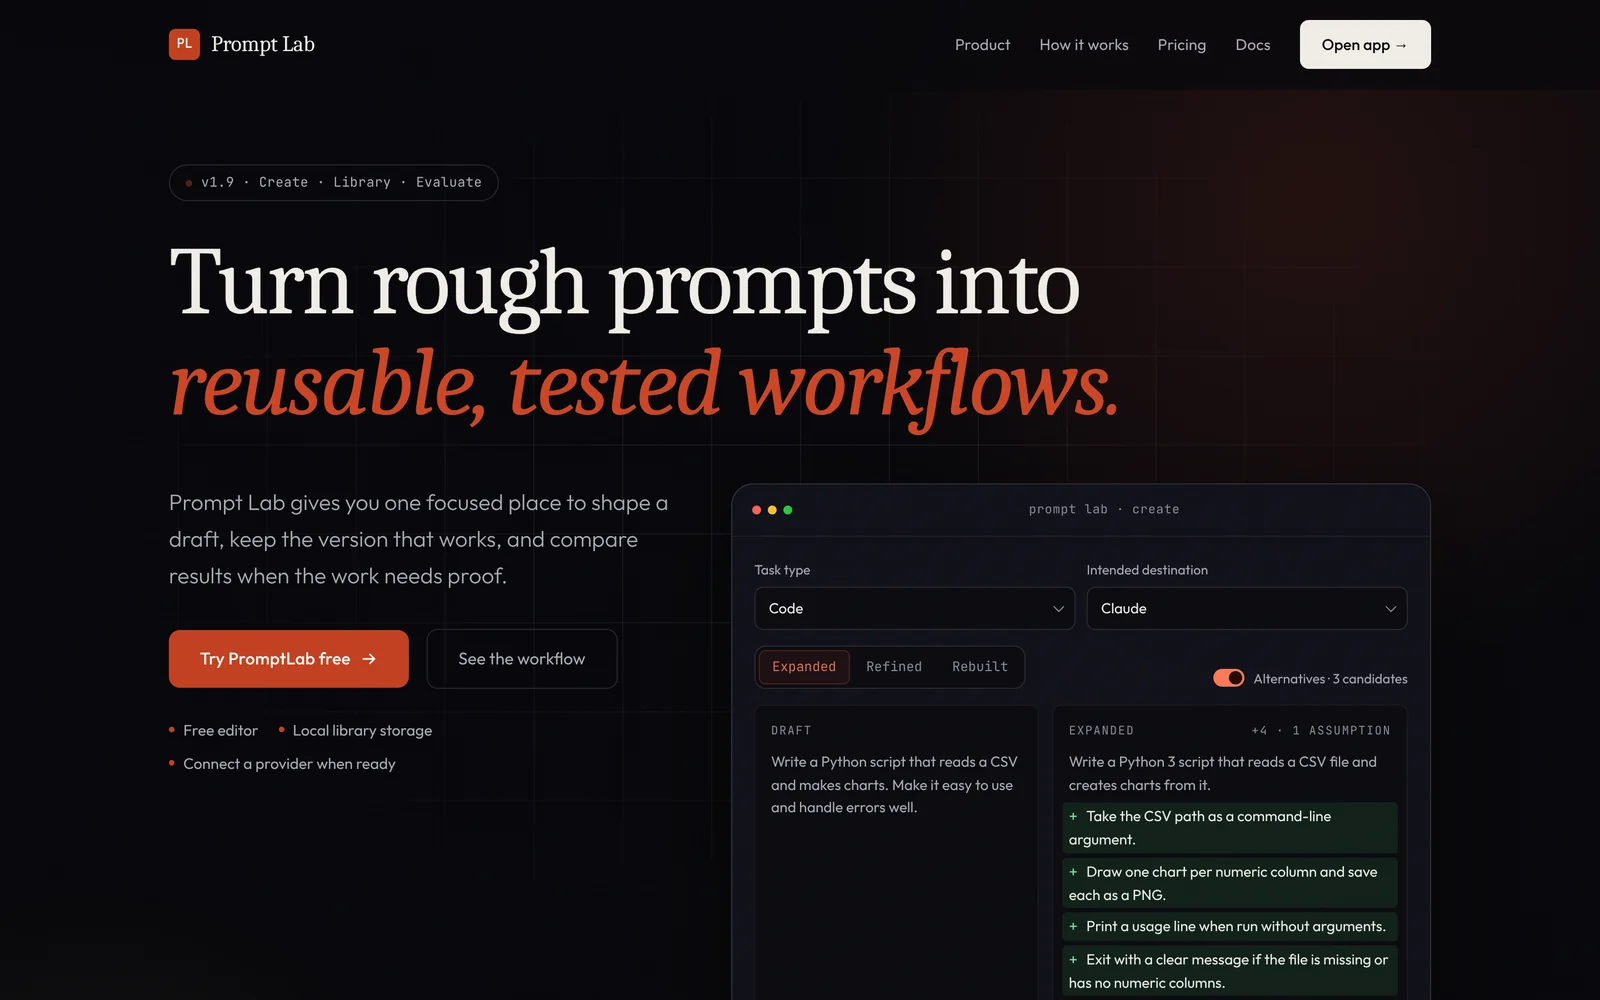 PL Prompt Lab
Product How it works Pricing Docs Open app →
v1.9 · Create · Library · Evaluate
Turn rough prompts into
reusable, tested workflows.
Prompt Lab gives you one focused place to shape a
draft, keep the version that works, and compare
results when the work needs proof.
Try PromptLab free → See the workflow
• Free editor • Local library storage
• Connect a provider when ready
prompt lab · create
Task type Intended destination
Code Claude
Expanded Refined Rebuilt
Alternatives · 3 candidates
DRAFT
Write a Python script that reads a CSV
and makes charts. Make it easy to use
and handle errors well.
EXPANDED +4 · 1 ASSUMPTION
Write a Python 3 script that reads a CSV file and
creates charts from it.
+ Take the CSV path as a command-line
argument.
+ Draw one chart per numeric column and save
each as a PNG.
+ Print a usage line when run without arguments.
+ Exit with a clear message if the file is missing or
has no numeric columns.